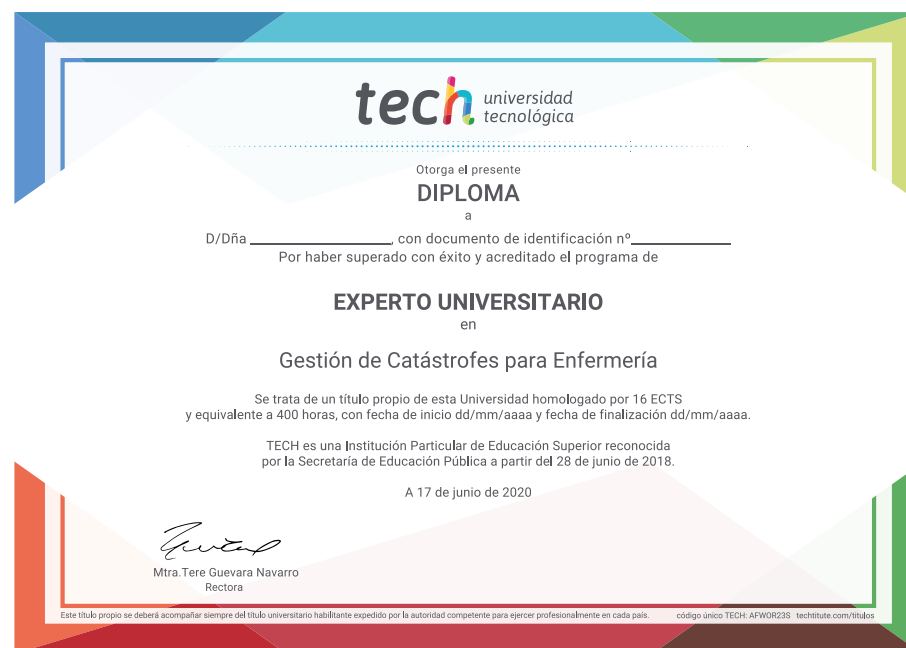 tech universidad
tecnológica
Otorga el presente
DIPLOMA
a
D/Dña ____________, con documento de identificación nº____________
Por haber superado con éxito y acreditado el programa de
EXPERTO UNIVERSITARIO
en
Gestión de Catástrofes para Enfermería
Se trata de un título propio de esta Universidad homologado por 16 ECTS
y equivalente a 400 horas, con fecha de inicio dd/mm/aaaa y fecha de finalización dd/mm/aaaa.
TECH es una Institución Particular de Educación Superior reconocida
por la Secretaría de Educación Pública a partir del 28 de junio de 2018.
A 17 de junio de 2020
Mtra.Tere Guevara Navarro
Rectora
Este título propio se deberá acompañar siempre del título universitario habilitante expedido por la autoridad competente para ejercer profesionalmente en cada país. código único TECH: AFWOR23S techtitute.com/titulos